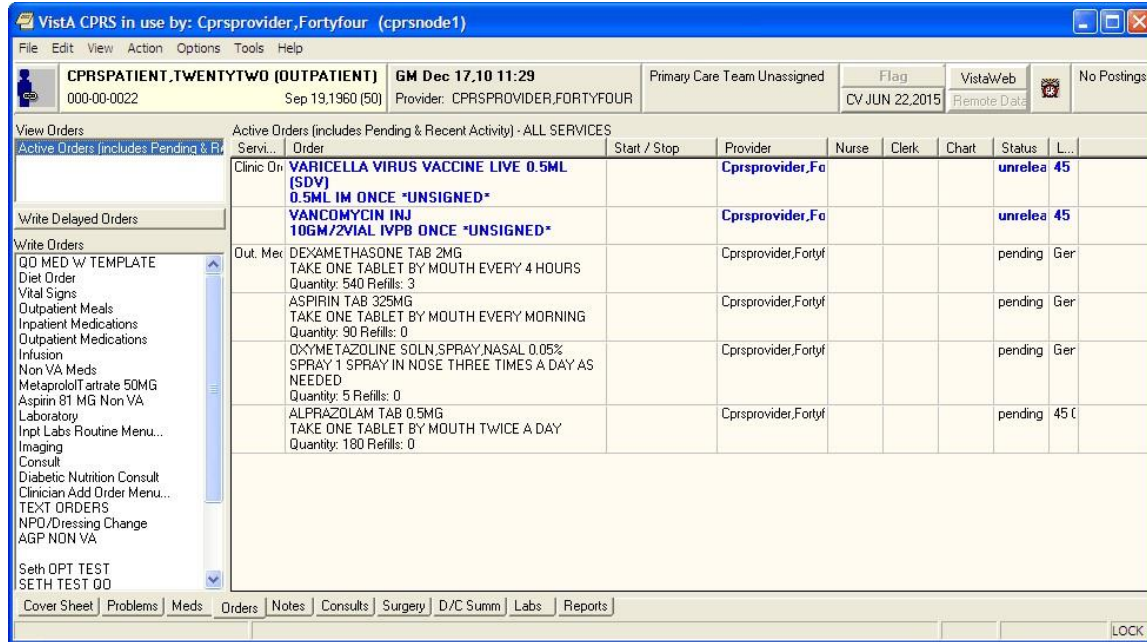 VistA CPRS in use by: Cprsprovider,Fortyfour (cprsnode1)
File Edit View Action Options Tools Help
CPRSPATIENT,TWENTYTWO (OUTPATIENT)
000-00-0022 Sep 19,1960 (50)
GM Dec 17,10 11:29
Provider: CPRSPROVIDER,FORTYFOUR
Primary Care Team Unassigned
Flag
CV JUN 22,2015
VistaWeb
Remote Data
No Postings
View Orders
Active Orders (includes Pending & R
Write Delayed Orders
Write Orders
QO MED W TEMPLATE
Diet Order
Vital Signs
Outpatient Meals
Inpatient Medications
Outpatient Medications
Infusion
Non VA Meds
MetaprololTartrate 50MG
Aspirin 81 MG Non VA
Laboratory
Inpt Labs Routine Menu...
Imaging
Consult
Diabetic Nutrition Consult
Clinician Add Order Menu...
TEXT ORDERS
NPO/Dressing Change
AGP NON VA
Seth OPT TEST
SETH TEST QO
Active Orders (includes Pending & Recent Activity) - ALL SERVICES
Servi... Order Start / Stop Provider Nurse Clerk Chart Status L...
Clinic Or VARICELLA VIRUS VACCINE LIVE 0.5ML Cprsprovider,Fo unrelea 45
(SDV)
0.5ML IM ONCE *UNSIGNED*
VANCOMYCIN INJ Cprsprovider,Fo unrelea 45
10GM/2VIAL IVPB ONCE *UNSIGNED*
Out. Mec DEXAMETHASONE TAB 2MG Cprsprovider,Fortyf pending Ger
TAKE ONE TABLET BY MOUTH EVERY 4 HOURS
Quantity: 540 Refills: 3
ASPIRIN TAB 325MG Cprsprovider,Fortyf pending Ger
TAKE ONE TABLET BY MOUTH EVERY MORNING
Quantity: 90 Refills: 0
OXYMETAZOLINE SOLN,SPRAY,NASAL 0.05% Cprsprovider,Fortyf pending Ger
SPRAY 1 SPRAY IN NOSE THREE TIMES A DAY AS
NEEDED
Quantity: 5 Refills: 0
ALPRAZOLAM TAB 0.5MG Cprsprovider,Fortyf pending 45 (
TAKE ONE TABLET BY MOUTH TWICE A DAY
Quantity: 180 Refills: 0
Cover Sheet Problems Meds Orders Notes Consults Surgery D/C Summ Labs Reports
LOCK